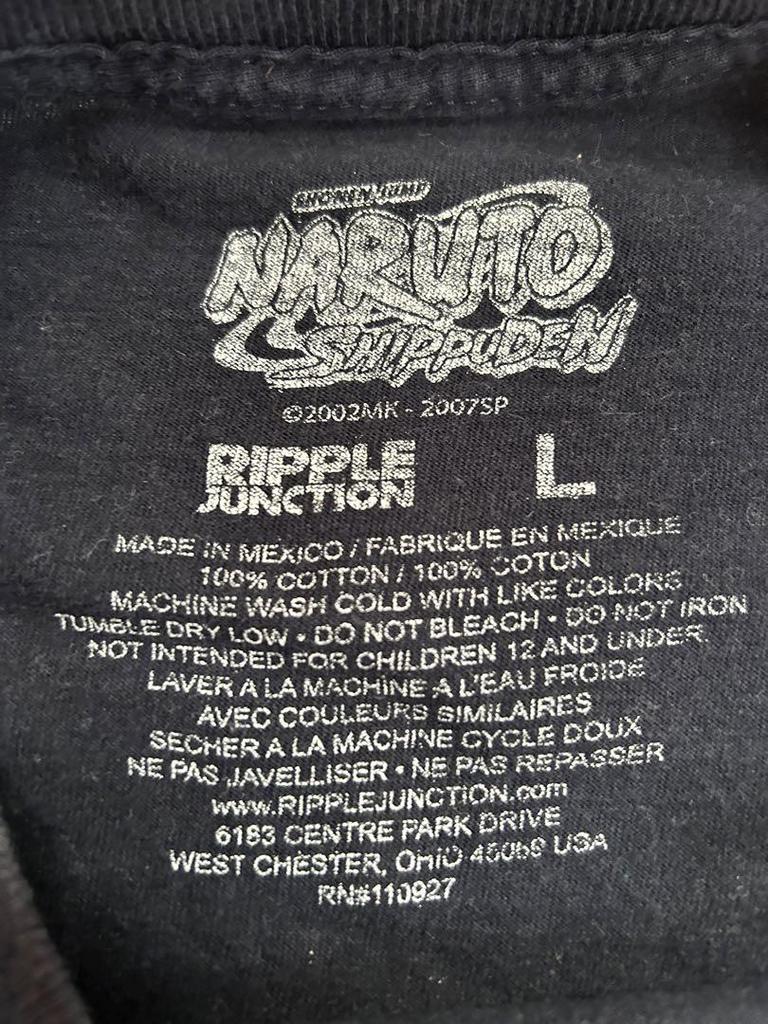 SHONEN JUMP
NARUTO
SHIPPUDEN
©2002MK - 2007SP
RIPPLE
JUNCTION
L
MADE IN MEXICO / FABRIQUE EN MEXIQUE
100% COTTON / 100% COTON
MACHINE WASH COLD WITH LIKE COLORS
TUMBLE DRY LOW • DO NOT BLEACH • DO NOT IRON
NOT INTENDED FOR CHILDREN 12 AND UNDER.
LAVER A LA MACHINE A L'EAU FROIDE
AVEC COULEURS SIMILAIRES
SECHER A LA MACHINE CYCLE DOUX
NE PAS JAVELLISER • NE PAS REPASSER
www.RIPPLEJUNCTION.com
6183 CENTRE PARK DRIVE
WEST CHESTER, OHIO 45069 USA
RN#110927